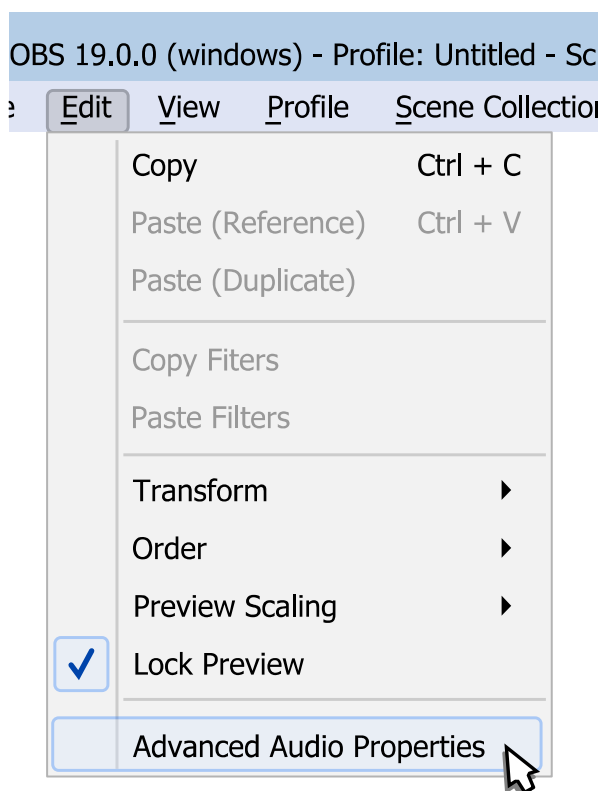 OBS 19.0.0 (windows) - Profile: Untitled - Sc
e Edit View Profile Scene Collection
Copy Ctrl + C
Paste (Reference) Ctrl + V
Paste (Duplicate)
Copy Fiters
Paste Filters
Transform
Order
Preview Scaling
Lock Preview
Advanced Audio Properties